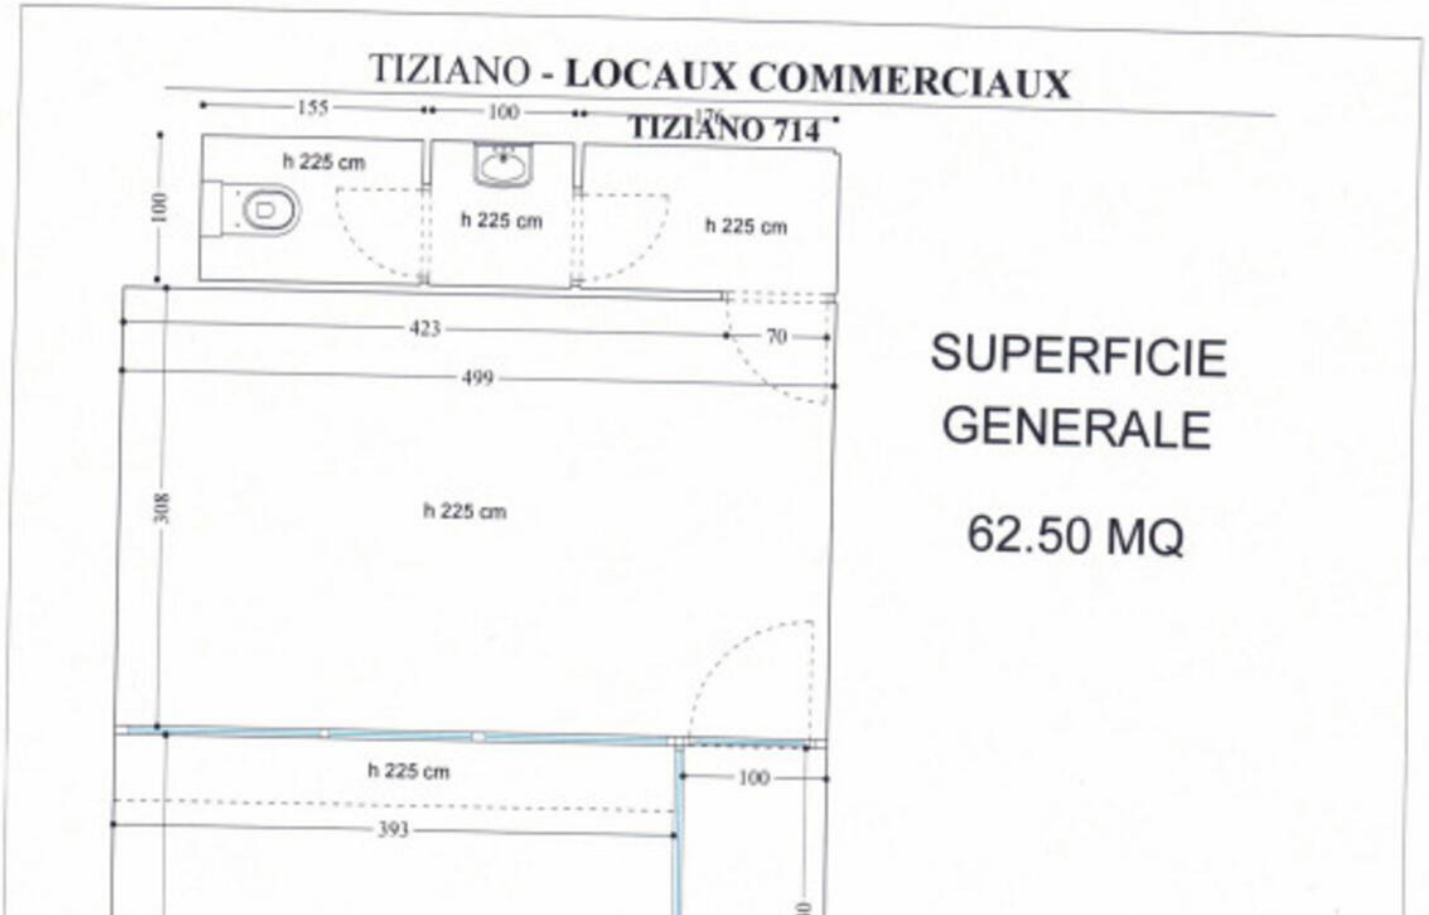 TIZIANO - LOCAUX COMMERCIAUX
155 100 176
TIZIANO 714
h 225 cm
100
h 225 cm
h 225 cm
423 70
499
SUPERFICIE
GENERALE
308
h 225 cm
62.50 MQ
h 225 cm
100
393